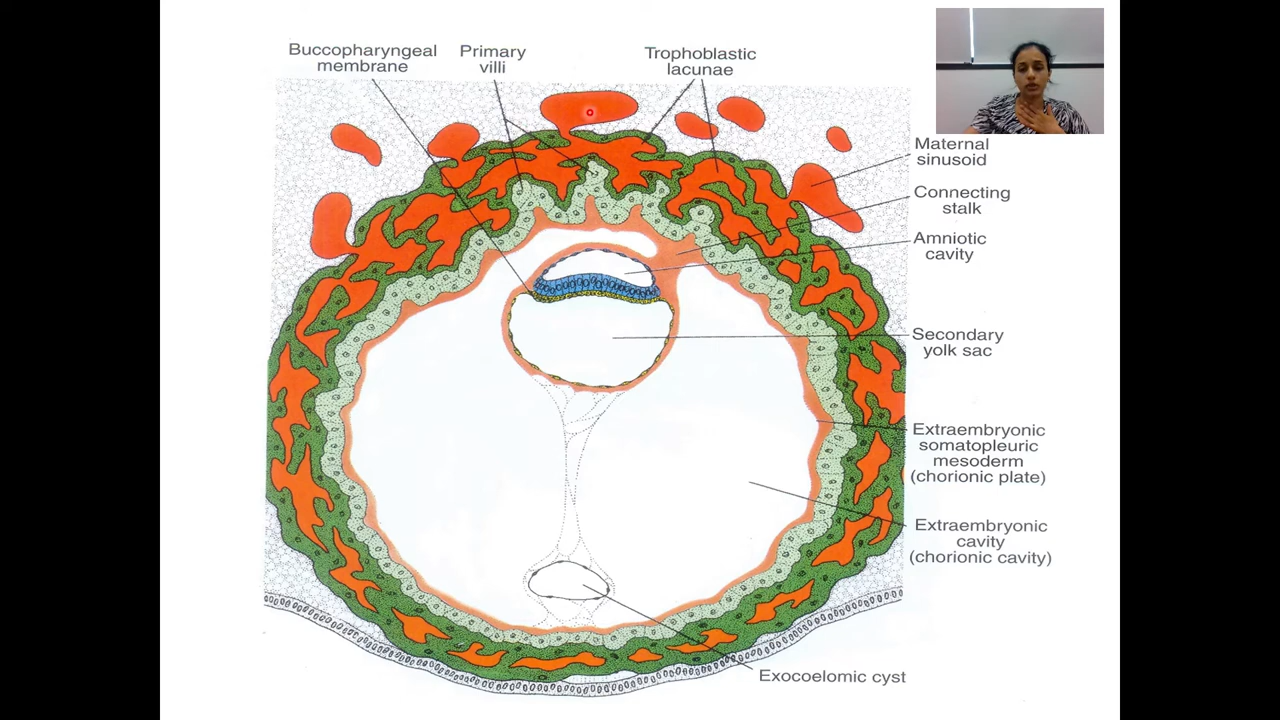 Buccopharyngeal
membrane
Primary
villi
Trophoblastic
lacunae
Maternal
sinusoid
Connecting
stalk
Amniotic
cavity
Secondary
yolk sac
Extraembryonic
somatopleuric
mesoderm
(chorionic plate)
Extraembryonic
cavity
(chorionic cavity)
Exocoelomic cyst